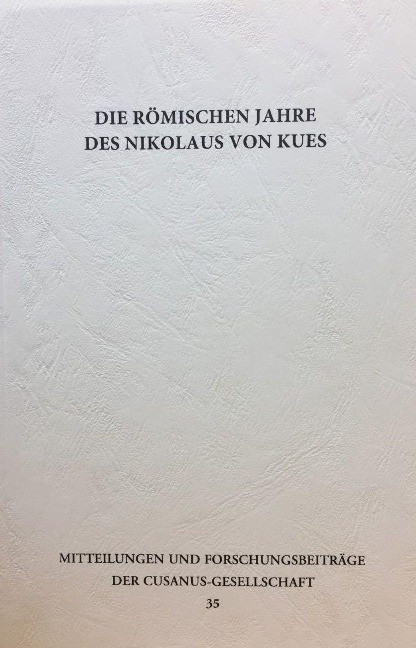 DIE RÖMISCHEN JAHRE
DES NIKOLAUS VON KUES
MITTEILUNGEN UND FORSCHUNGSBEITRÄGE
DER CUSANUS-GESELLSCHAFT
35